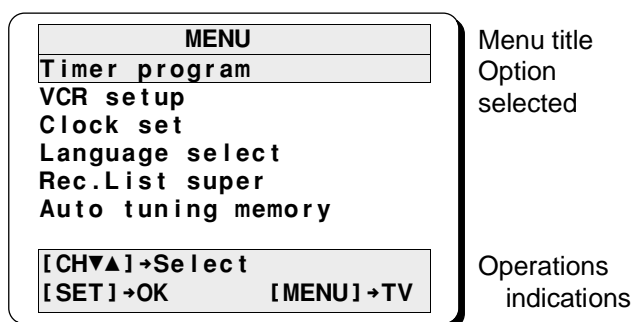 MENU
Menu title
Timer program
Option
selected
VCR setup
Clock set
Language select
Rec.List super
Auto tuning memory
[CH▼▲]→Select
[SET]→OK [MENU]→TV
Operations
indications